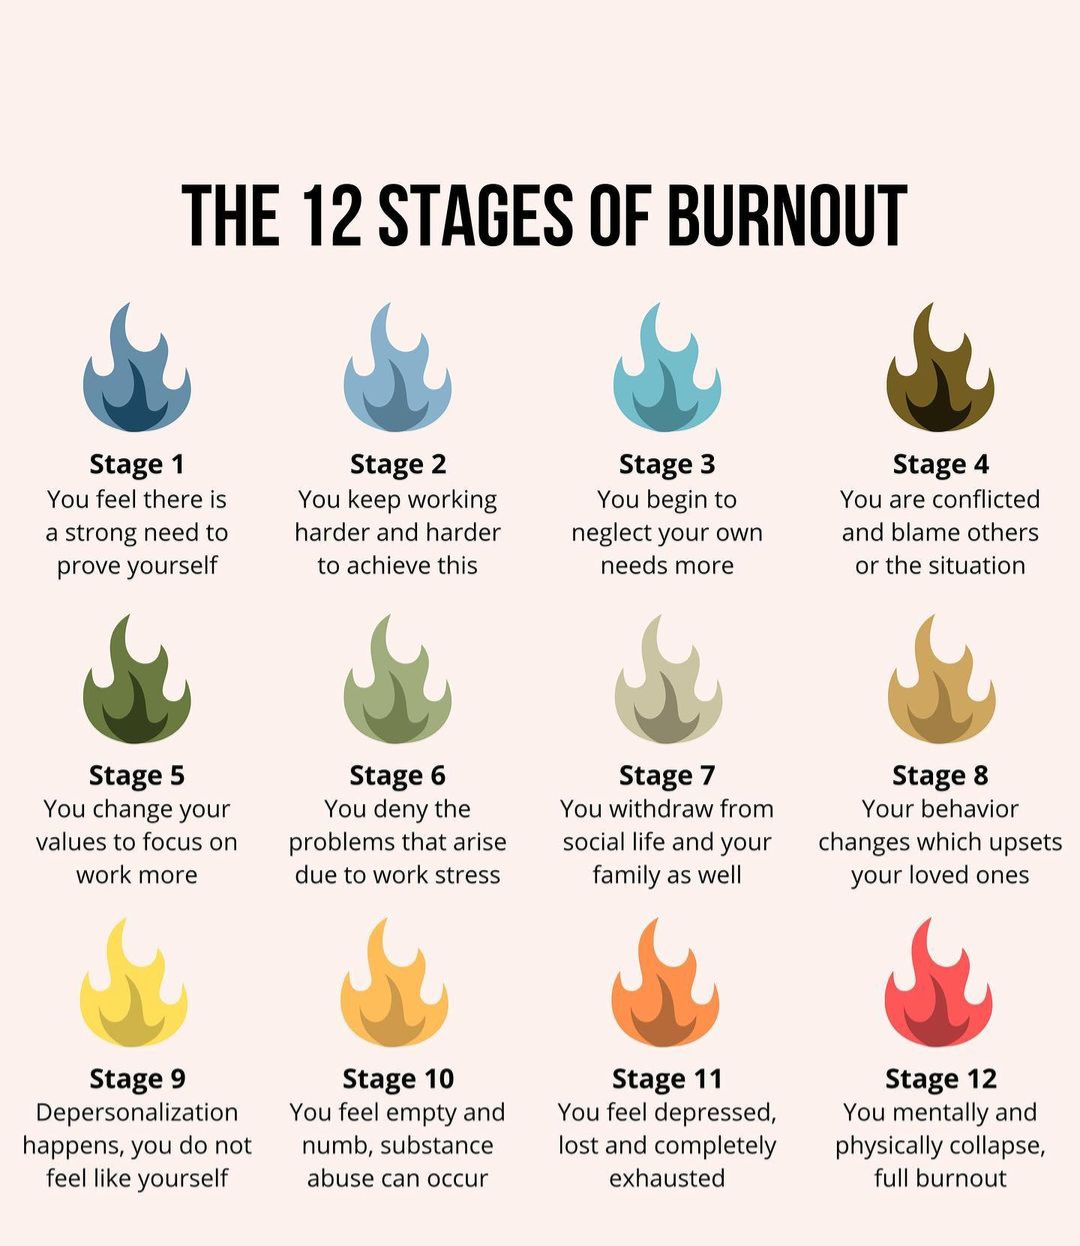 THE 12 STAGES OF BURNOUT
Stage 1
You feel there is
a strong need to
prove yourself
Stage 2
You keep working
harder and harder
to achieve this
Stage 3
You begin to
neglect your own
needs more
Stage 4
You are conflicted
and blame others
or the situation
Stage 5
You change your
values to focus on
work more
Stage 6
You deny the
problems that arise
due to work stress
Stage 7
You withdraw from
social life and your
family as well
Stage 8
Your behavior
changes which upsets
your loved ones
Stage 9
Depersonalization
happens, you do not
feel like yourself
Stage 10
You feel empty and
numb, substance
abuse can occur
Stage 11
You feel depressed,
lost and completely
exhausted
Stage 12
You mentally and
physically collapse,
full burnout